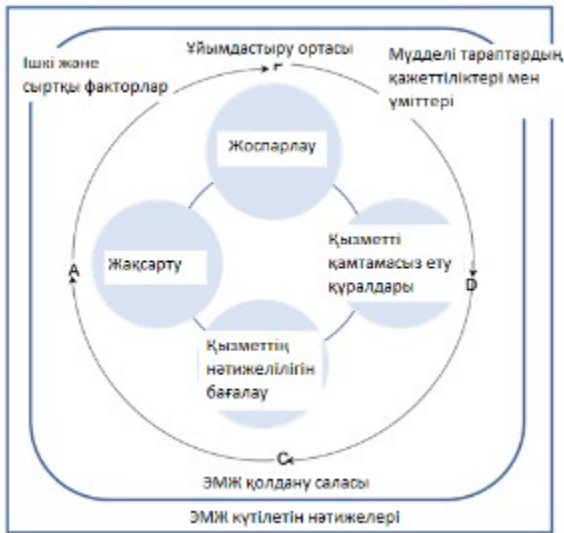 Ұйымдастыру ортасы
Ішкі және
сыртқы факторлар
Мүдделі тараптардың
қажеттіліктері мен
үміттері
Жоспарлау
Қызметті
қамтамасыз ету
құралдары
Жақсарту
A
D
Қызметтің
нәтижелілігін
бағалау
C
ЭМЖ қолдану саласы
ЭМЖ күтілетін нәтижелері